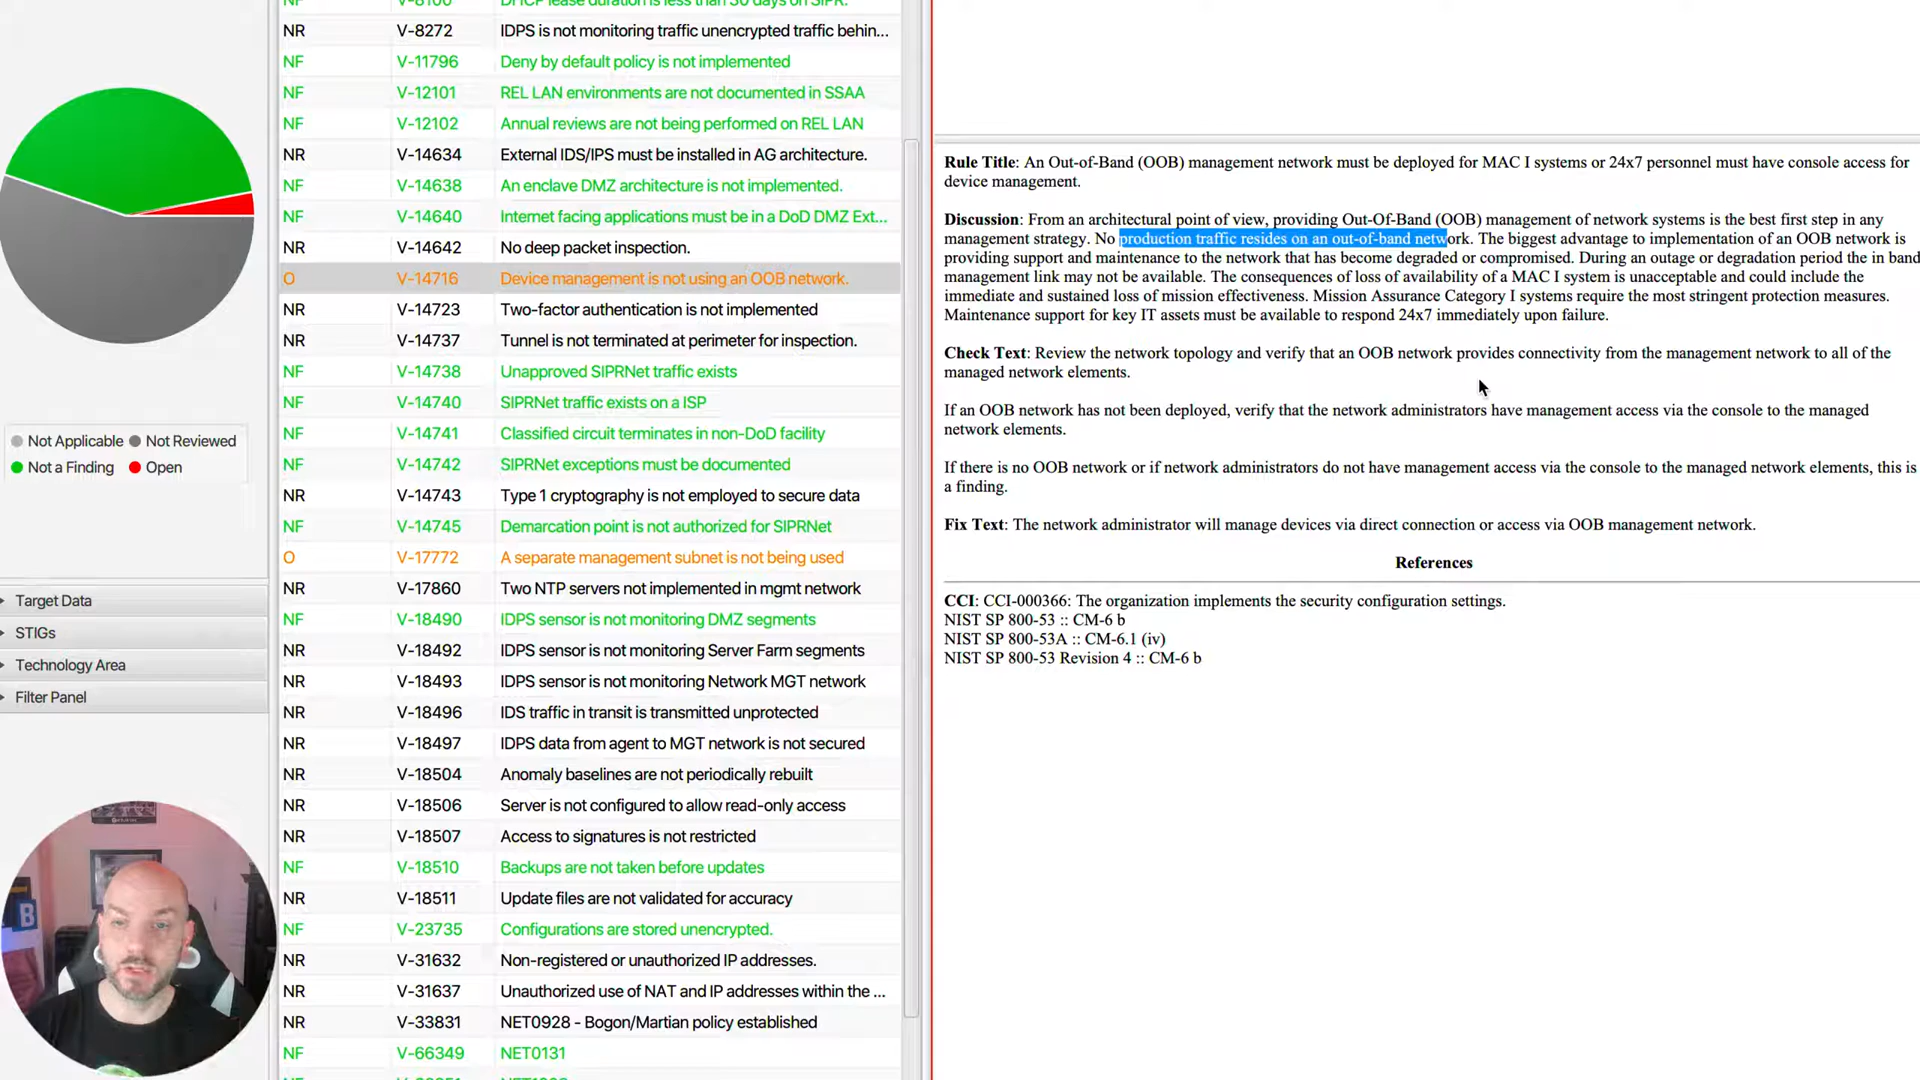 NF V-8100 DHCP lease duration is less than 30 days on SIPR.
NR V-8272 IDPS is not monitoring traffic unencrypted traffic behin...
NF V-11796 Deny by default policy is not implemented
NF V-12101 REL LAN environments are not documented in SSAA
NF V-12102 Annual reviews are not being performed on REL LAN
NR V-14634 External IDS/IPS must be installed in AG architecture.
NF V-14638 An enclave DMZ architecture is not implemented.
NF V-14640 Internet facing applications must be in a DoD DMZ Ext...
NR V-14642 No deep packet inspection.
O V-14716 Device management is not using an OOB network.
NR V-14723 Two-factor authentication is not implemented
NR V-14737 Tunnel is not terminated at perimeter for inspection.
NF V-14738 Unapproved SIPRNet traffic exists
NF V-14740 SIPRNet traffic exists on a ISP
NF V-14741 Classified circuit terminates in non-DoD facility
NF V-14742 SIPRNet exceptions must be documented
NR V-14743 Type 1 cryptography is not employed to secure data
NF V-14745 Demarcation point is not authorized for SIPRNet
O V-17772 A separate management subnet is not being used
NR V-17860 Two NTP servers not implemented in mgmt network
NF V-18490 IDPS sensor is not monitoring DMZ segments
NR V-18492 IDPS sensor is not monitoring Server Farm segments
NR V-18493 IDPS sensor is not monitoring Network MGT network
NR V-18496 IDS traffic in transit is transmitted unprotected
NR V-18497 IDPS data from agent to MGT network is not secured
NR V-18504 Anomaly baselines are not periodically rebuilt
NR V-18506 Server is not configured to allow read-only access
NR V-18507 Access to signatures is not restricted
NF V-18510 Backups are not taken before updates
NR V-18511 Update files are not validated for accuracy
NF V-23735 Configurations are stored unencrypted.
NR V-31632 Non-registered or unauthorized IP addresses.
NR V-31637 Unauthorized use of NAT and IP addresses within the ...
NR V-33831 NET0928 - Bogon/Martian policy established
NF V-66349 NET0131
Not Applicable Not Reviewed
Not a Finding Open
Target Data
STIGs
Technology Area
Filter Panel
Rule Title: An Out-of-Band (OOB) management network must be deployed for MAC I systems or 24x7 personnel must have console access for
device management.
Discussion: From an architectural point of view, providing Out-Of-Band (OOB) management of network systems is the best first step in any
management strategy. No production traffic resides on an out-of-band network. The biggest advantage to implementation of an OOB network is
providing support and maintenance to the network that has become degraded or compromised. During an outage or degradation period the in band
management link may not be available. The consequences of loss of availability of a MAC I system is unacceptable and could include the
immediate and sustained loss of mission effectiveness. Mission Assurance Category I systems require the most stringent protection measures.
Maintenance support for key IT assets must be available to respond 24x7 immediately upon failure.
Check Text: Review the network topology and verify that an OOB network provides connectivity from the management network to all of the
managed network elements.
If an OOB network has not been deployed, verify that the network administrators have management access via the console to the managed
network elements.
If there is no OOB network or if network administrators do not have management access via the console to the managed network elements, this is
a finding.
Fix Text: The network administrator will manage devices via direct connection or access via OOB management network.
References
CCI: CCI-000366: The organization implements the security configuration settings.
NIST SP 800-53 :: CM-6 b
NIST SP 800-53A :: CM-6.1 (iv)
NIST SP 800-53 Revision 4 :: CM-6 b